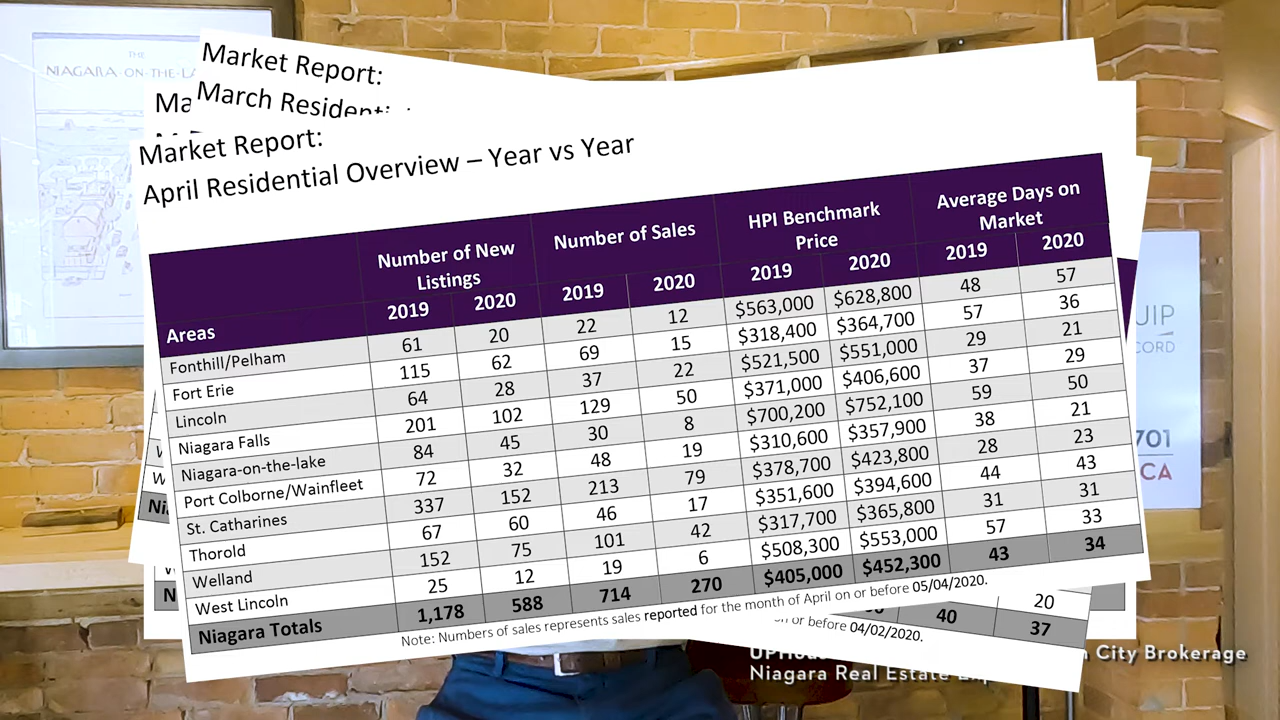 THE
NIAGARA-ON-THE-LA
Market Report:
March Residenti
Ma
Market Report:
April Residential Overview – Year vs Year
Areas Number of New Listings Number of Sales HPI Benchmark Price Average Days on Market
2019 2020 2019 2020 2019 2020 2019 2020
Fonthill/Pelham 61 20 22 12 $563,000 $628,800 48 57
Fort Erie 115 62 69 15 $318,400 $364,700 57 36
Lincoln 64 28 37 22 $521,500 $551,000 29 21
Niagara Falls 201 102 129 50 $371,000 $406,600 37 29
Niagara-on-the-lake 84 45 30 8 $700,200 $752,100 59 50
Port Colborne/Wainfleet 72 32 48 19 $310,600 $357,900 38 21
St. Catharines 337 152 213 79 $378,700 $423,800 28 23
Thorold 67 60 46 17 $351,600 $394,600 44 43
Welland 152 75 101 42 $317,700 $365,800 31 31
West Lincoln 25 12 19 6 $508,300 $553,000 57 33
Niagara Totals 1,178 588 714 270 $405,000 $452,300 43 34
Note: Numbers of sales represents sales reported for the month of April on or before 05/04/2020.
20
40 37
or before 04/02/2020.
UIP
CORD
701
CA
n City Brokerage
Niagara Real Estate